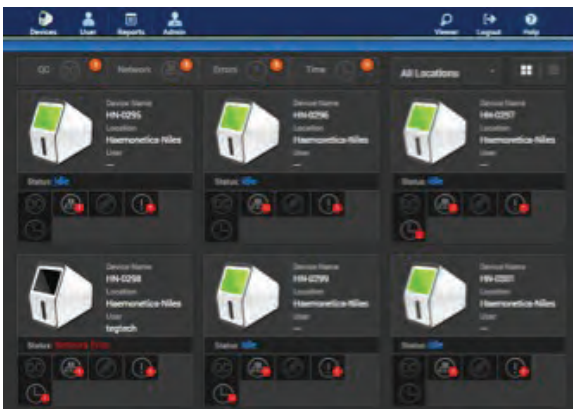 Devices User Reports Admin Viewer Logout Help
QC Network Errors Time All Locations
Device Name
HN-0295
Location
Haemonetics-Niles
User
—
Status: Idle
Device Name
HN-0296
Location
Haemonetics-Niles
User
—
Status: Idle
Device Name
HN-0297
Location
Haemonetics-Niles
User
—
Status: Idle
Device Name
HN-0298
Location
Haemonetics-Niles
User
tegtech
Status: Network Error
Device Name
HN-0299
Location
Haemonetics-Niles
User
—
Status: Idle
Device Name
Location
Haemonetics-Niles
User
—
Status: Idle